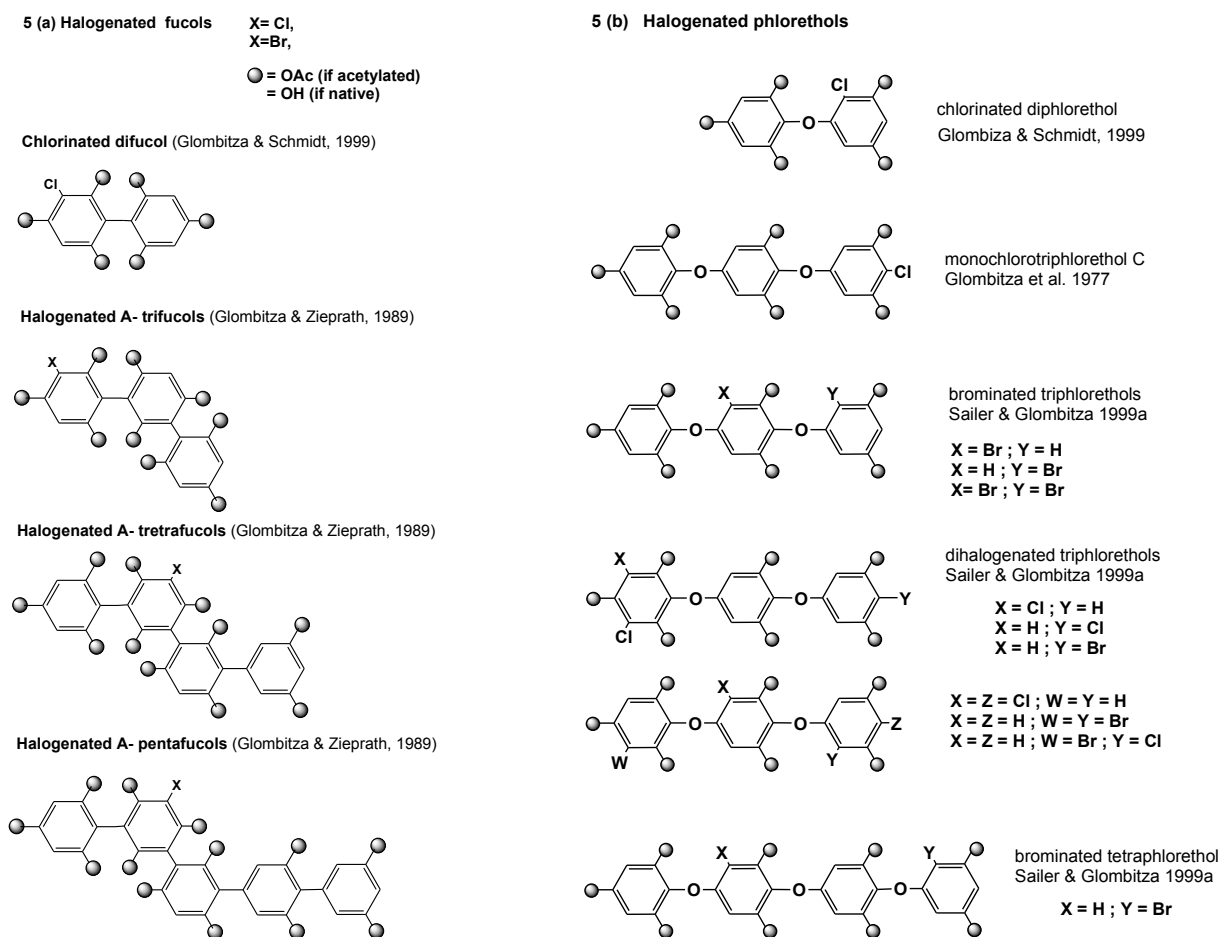 5 (a) Halogenated fucols
X= Cl,
X=Br,
= OAc (if acetylated)
= OH (if native)
Chlorinated difucol (Glombitza & Schmidt, 1999)
Cl
Halogenated A- trifucols (Glombitza & Zieprath, 1989)
X
Halogenated A- tretrafucols (Glombitza & Zieprath, 1989)
X
Halogenated A- pentafucols (Glombitza & Zieprath, 1989)
X
5 (b) Halogenated phlorethols
Cl
O
chlorinated diphlorethol
Glombiza & Schmidt, 1999
O O Cl
monochlorotriphlorethol C
Glombitza et al. 1977
X Y
O O
brominated triphlorethols
Sailer & Glombitza 1999a
X = Br ; Y = H
X = H ; Y = Br
X= Br ; Y = Br
X
O O Y
Cl
dihalogenated triphlorethols
Sailer & Glombitza 1999a
X = Cl ; Y = H
X = H ; Y = Cl
X = H ; Y = Br
X
O O Z
W Y
X = Z = Cl ; W = Y = H
X = Z = H ; W = Y = Br
X = Z = H ; W = Br ; Y = Cl
X Y
O O O
brominated tetraphlorethol
Sailer & Glombitza 1999a
X = H ; Y = Br